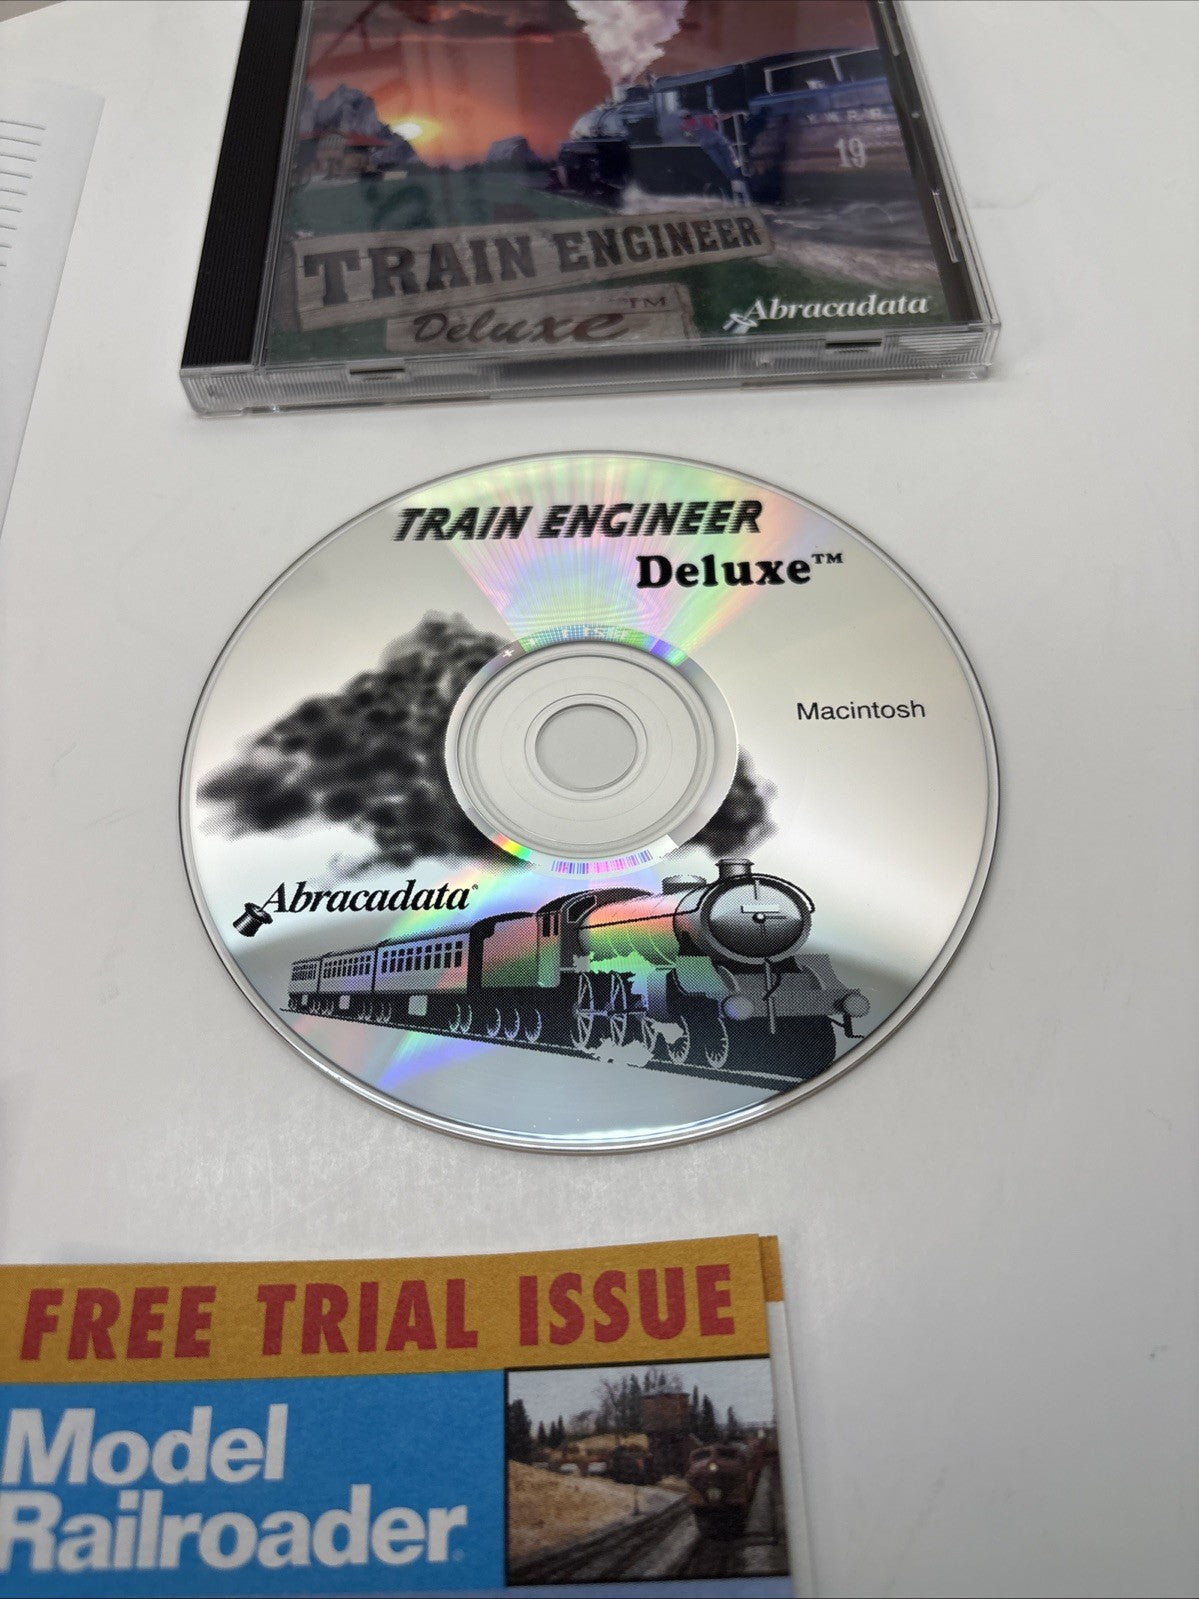 19
TRAIN ENGINEER
Deluxe™
Abracadata
TRAIN ENGINEER
Deluxe™
Macintosh
Abracadata®
FREE TRIAL ISSUE
Model
Railroader®